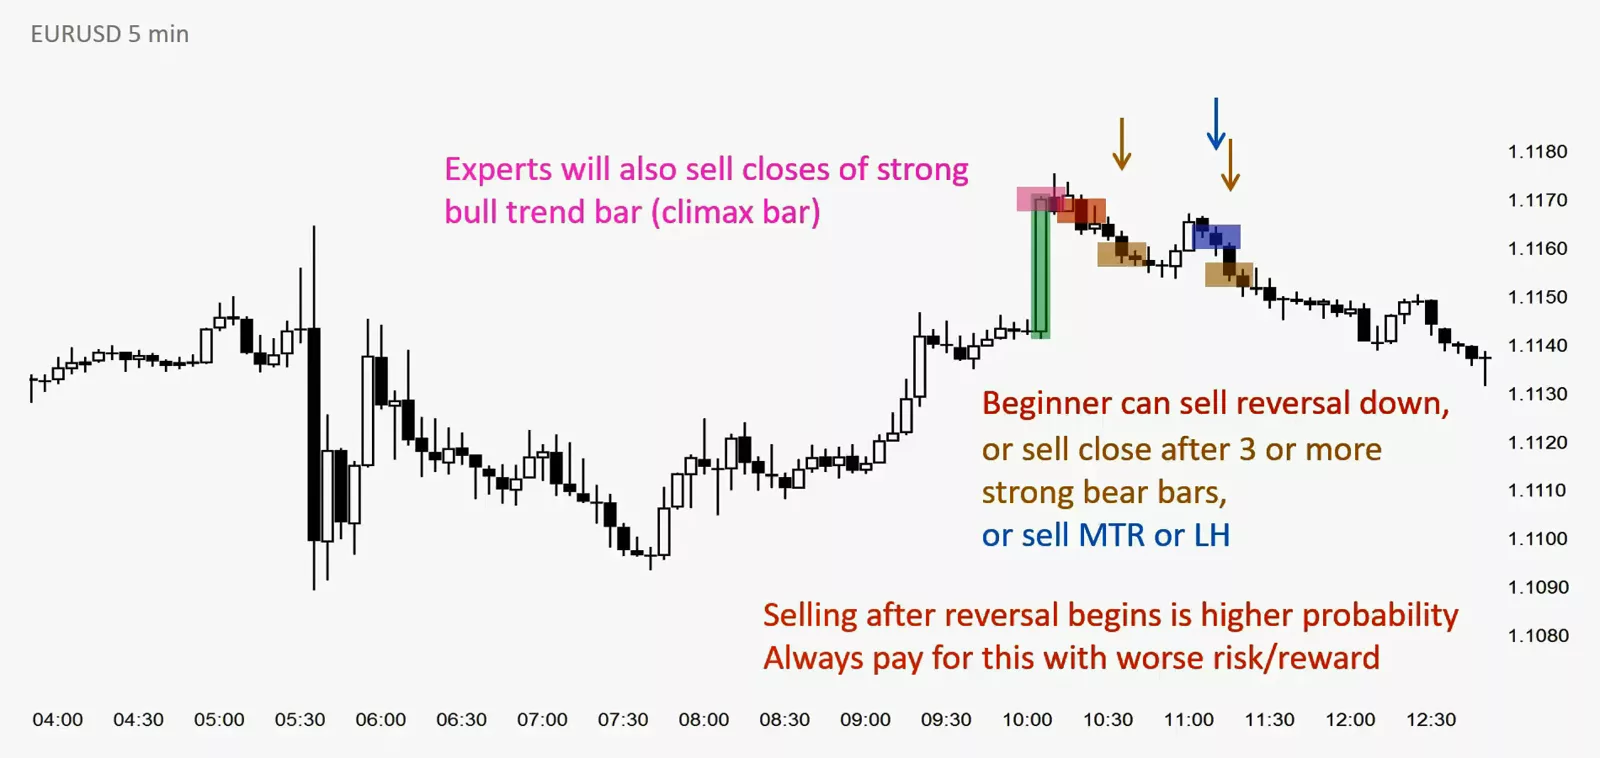 EURUSD 5 min
Experts will also sell closes of strong
bull trend bar (climax bar)
1.1180
1.1170
1.1160
1.1150
1.1140
1.1130
1.1120
1.1110
1.1100
1.1090
1.1080
Beginner can sell reversal down,
or sell close after 3 or more
strong bear bars,
or sell MTR or LH
Selling after reversal begins is higher probability
Always pay for this with worse risk/reward
04:00 04:30 05:00 05:30 06:00 06:30 07:00 07:30 08:00 08:30 09:00 09:30 10:00 10:30 11:00 11:30 12:00 12:30